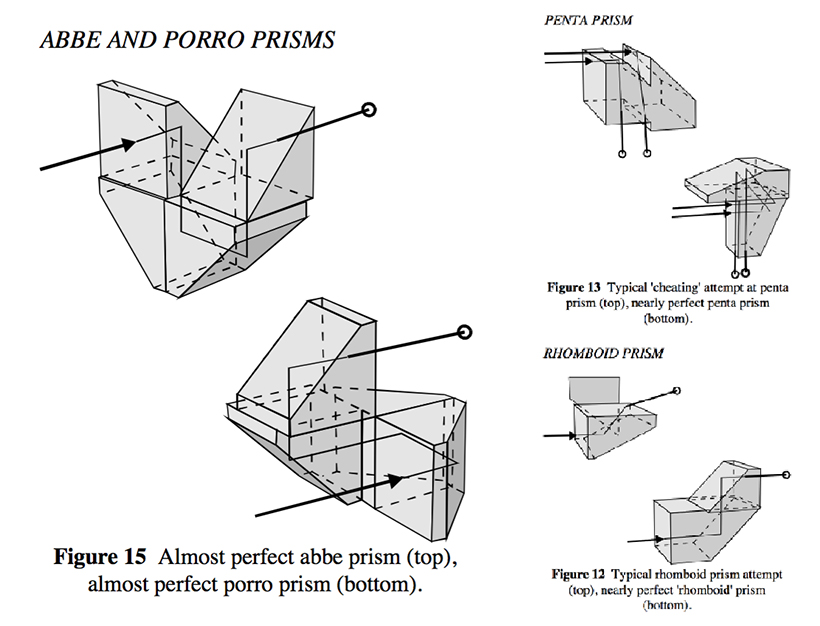 ABBE AND PORRO PRISMS
Figure 15 Almost perfect abbe prism (top),
almost perfect porro prism (bottom).
PENTA PRISM
Figure 13 Typical 'cheating' attempt at penta
prism (top), nearly perfect penta prism
(bottom).
RHOMBOID PRISM
Figure 12 Typical rhomboid prism attempt
(top), nearly perfect 'rhomboid' prism
(bottom).